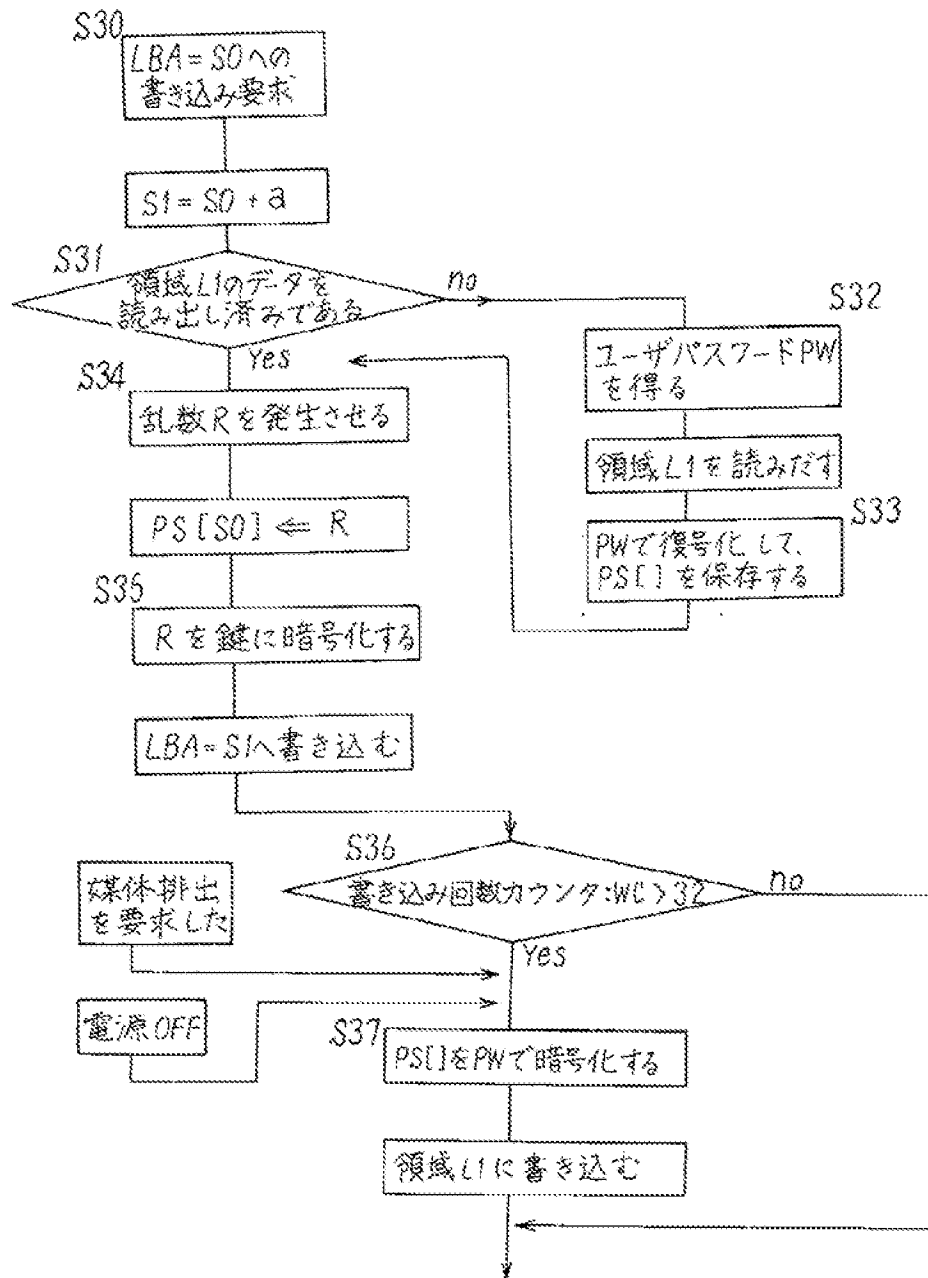 S30
LBA=S0への
書き込み要求
S1=S0+a
S31
領域L1のデータを
読み出し済みである
no
Yes
S32
ユーザパスワードPW
を得る
領域L1を読みだす
S33
PWで復号化して、
PS[]を保存する
S34
乱数Rを発生させる
PS[S0]⇐R
S35
Rを鍵に暗号化する
LBA=S1へ書き込む
S36
書き込み回数カウンタ:WC>32
no
Yes
媒体排出
を要求した
電源OFF
S37
PS[]をPWで暗号化する
領域L1に書き込む